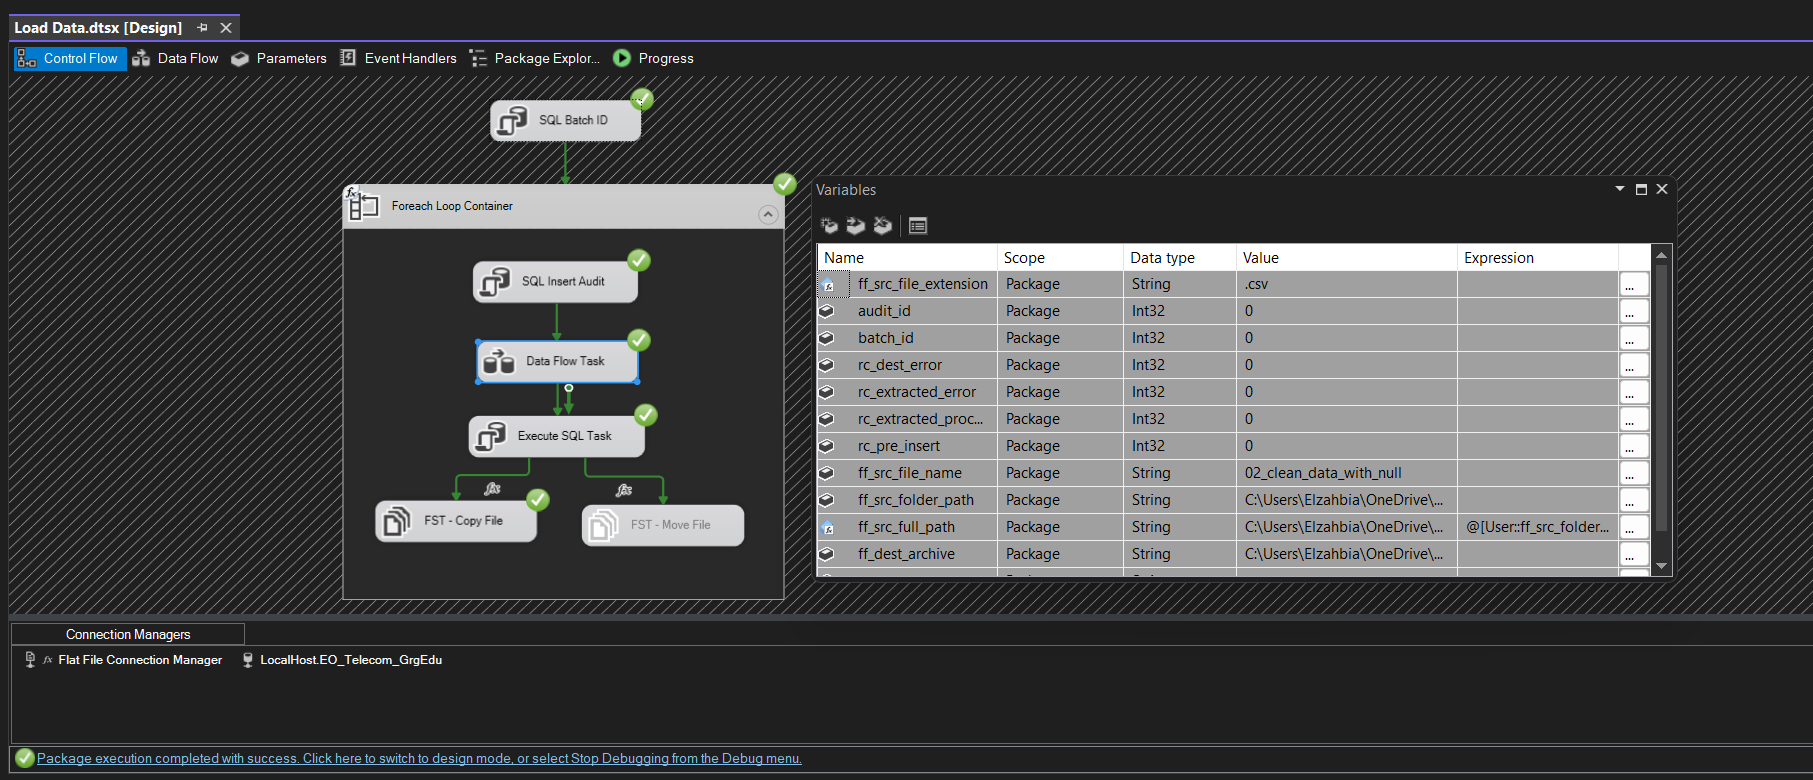 Load Data.dtsx [Design]
Control Flow Data Flow Parameters Event Handlers Package Explor... Progress
SQL Batch ID
Foreach Loop Container
SQL Insert Audit
Data Flow Task
Execute SQL Task
FST - Copy File
FST - Move File
Variables
Name Scope Data type Value Expression
ff_src_file_extension Package String .csv ...
audit_id Package Int32 0 ...
batch_id Package Int32 0 ...
rc_dest_error Package Int32 0 ...
rc_extracted_error Package Int32 0 ...
rc_extracted_proc... Package Int32 0 ...
rc_pre_insert Package Int32 0 ...
ff_src_file_name Package String 02_clean_data_with_null ...
ff_src_folder_path Package String C:\Users\Elzahbia\OneDrive\... ...
ff_src_full_path Package String C:\Users\Elzahbia\OneDrive\... @[User::ff_src_folder... ...
ff_dest_archive Package String C:\Users\Elzahbia\OneDrive\... ...
Connection Managers
fx Flat File Connection Manager LocalHost.EO_Telecom_GrgEdu
Package execution completed with success. Click here to switch to design mode, or select Stop Debugging from the Debug menu.